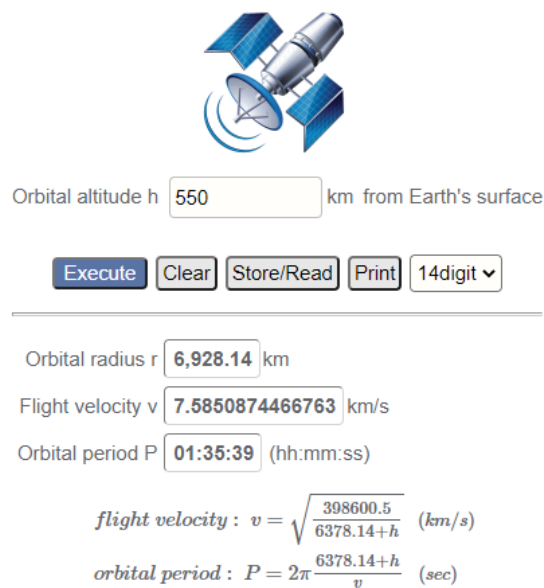 Orbital altitude h 550 km from Earth's surface
Execute Clear Store/Read Print 14digit
Orbital radius r 6,928.14 km
Flight velocity v 7.5850874466763 km/s
Orbital period P 01:35:39 (hh:mm:ss)
flight velocity : v = √(398600.5 / 6378.14+h) (km/s)
orbital period : P = 2π (6378.14+h / v) (sec)